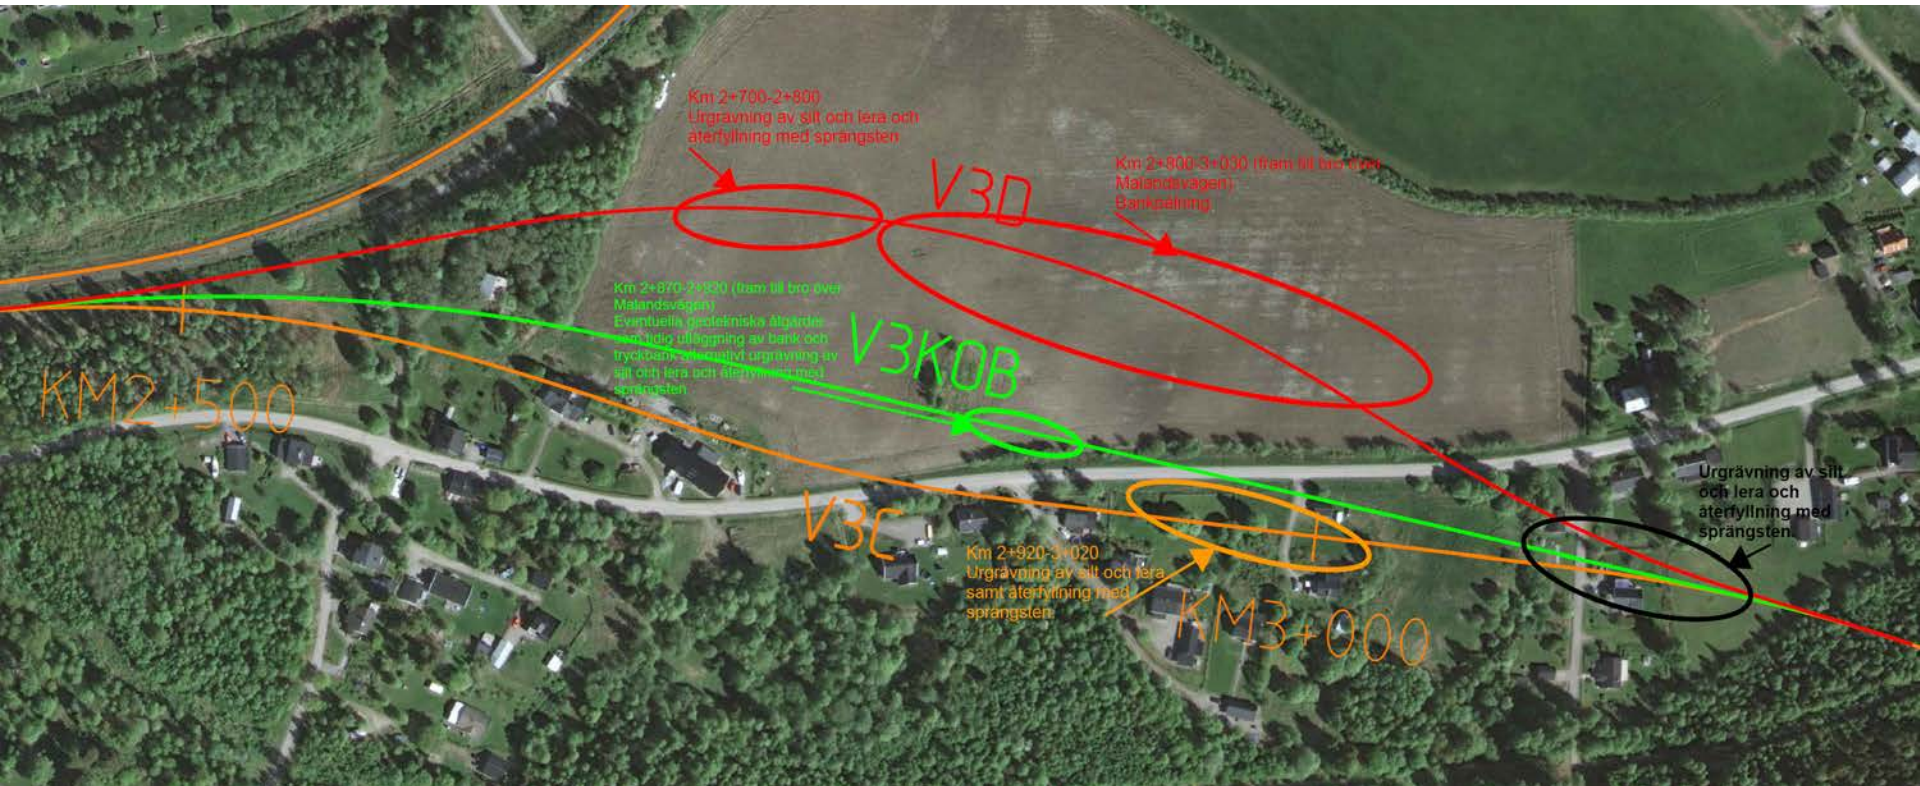 Km 2+700-2+800
Urgrävning av silt och lera och
återfyllning med sprängsten
V3D
Km 2+800-3+030 (fram till bro över
Malandsvägen)
Bankpålning
Km 2+870-2+920 (fram till bro över
Malandsvägen)
Eventuella geotekniska åtgärder
som tidig utläggning av bank och
tryckbank alternativt urgrävning av
silt och lera och återfyllning med
sprängsten
V3KOB
KM2+500
V3C
Km 2+920-3+020
Urgrävning av silt och lera
samt återfyllning med
sprängsten
KM3+000
Urgrävning av silt
och lera och
återfyllning med
sprängsten.